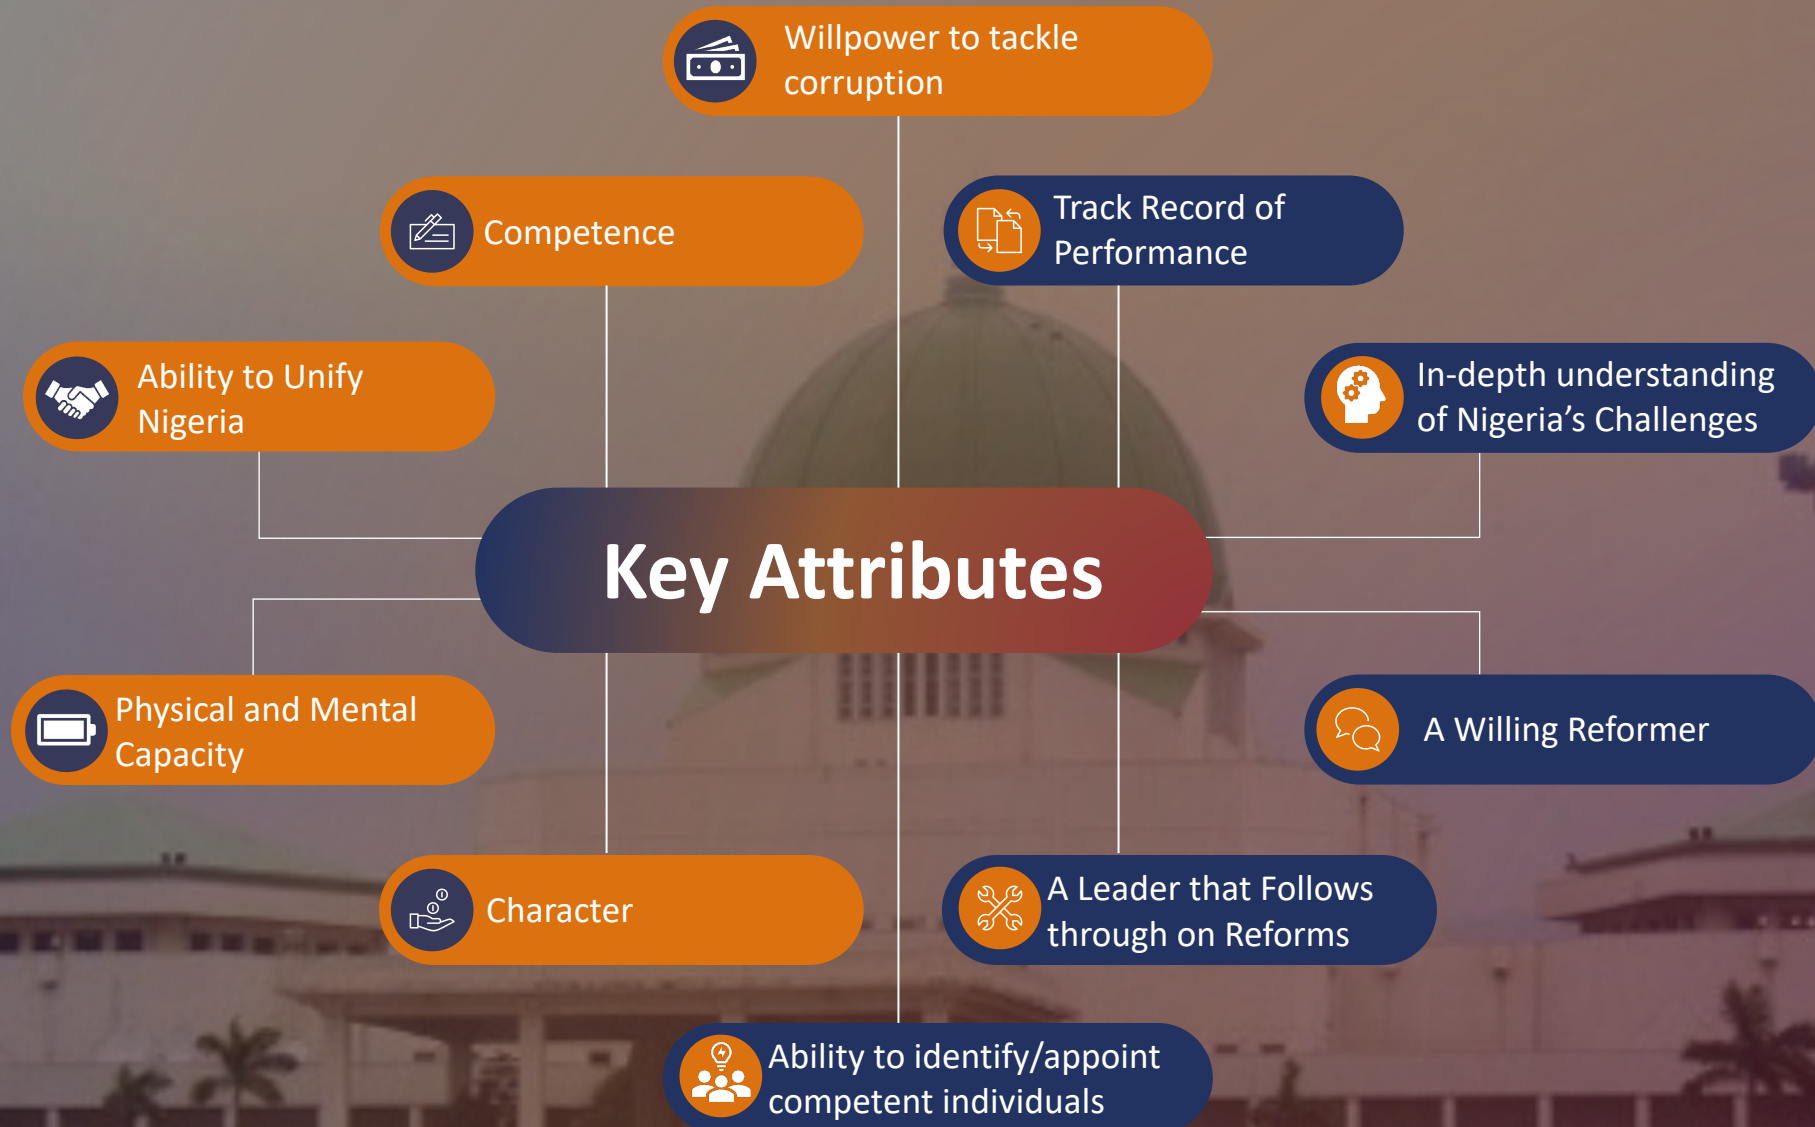 Willpower to tackle
corruption
Competence
Track Record of
Performance
Ability to Unify
Nigeria
In-depth understanding
of Nigeria’s Challenges
Key Attributes
Physical and Mental
Capacity
A Willing Reformer
Character
A Leader that Follows
through on Reforms
Ability to identify/appoint
competent individuals